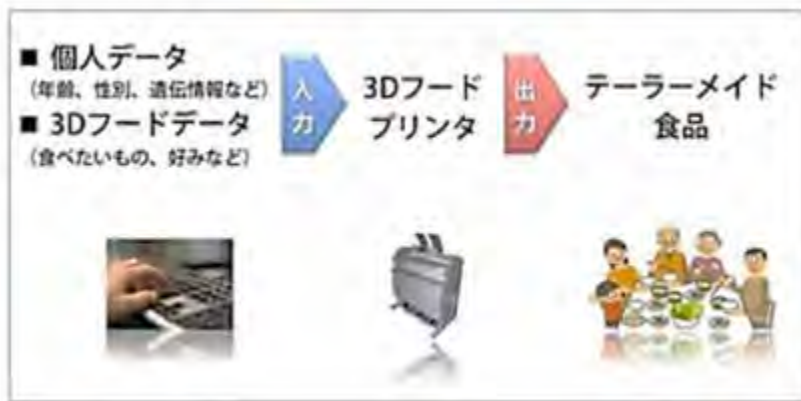 ■ 個人データ
（年齢、性別、遺伝情報など）
■ 3Dフードデータ
（食べたいもの、好みなど）
入力
3Dフード
プリンタ
出力
テーラーメイド
食品